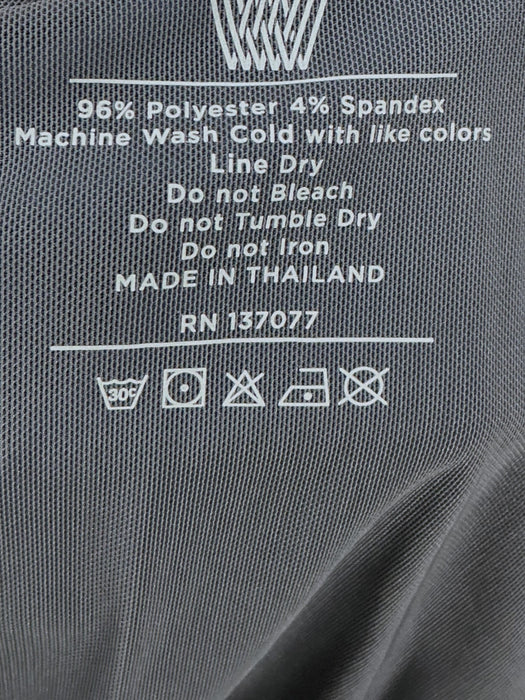 96% Polyester 4% Spandex
Machine Wash Cold with like colors
Line Dry
Do not Bleach
Do not Tumble Dry
Do not Iron
MADE IN THAILAND
RN 137077
30c